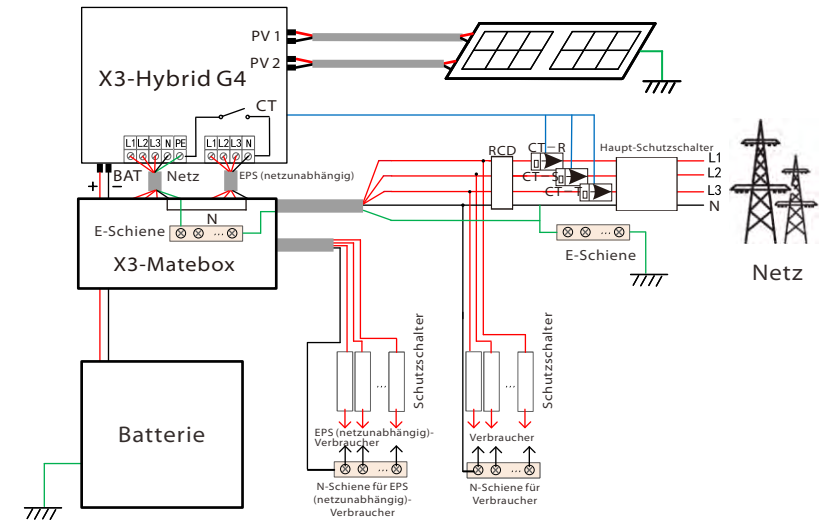 PV 1
PV 2
X3-Hybrid G4
CT
L1 L2 L3 N PE
L1 L2 L3 N
BAT
Netz
EPS (netzunabhängig)
+
−
RCD
CT-R
CT-S
CT-T
Haupt-Schutzschalter
L1
L2
L3
N
N
E-Schiene
...
X3-Matebox
...
E-Schiene
Netz
Batterie
...
Schutzschalter
EPS (netzunabhängig)-
Verbraucher
...
N-Schiene für EPS
(netzunabhängig)-
Verbraucher
...
Schutzschalter
Verbraucher
...
N-Schiene für
Verbraucher